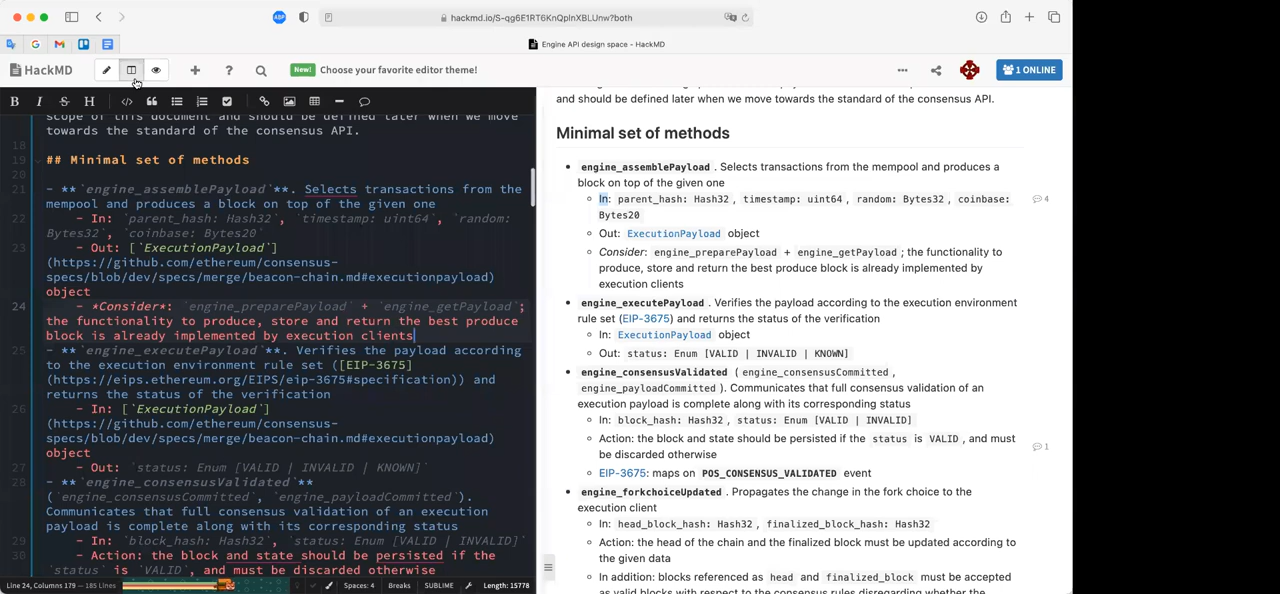 hackmd.io/S-qg6E1RT6KnQpInXBLUnw?both
Engine API design space - HackMD
HackMD
New! Choose your favorite editor theme!
1 ONLINE
B I S H
scope of this document and should be defined later when we move
towards the standard of the consensus API.
18
19 ## Minimal set of methods
20
21 - **`engine_assemblePayload`**. Selects transactions from the
mempool and produces a block on top of the given one
22 - In: `parent_hash: Hash32`, `timestamp: uint64`, `random:
Bytes32`, `coinbase: Bytes20`
23 - Out: [`ExecutionPayload`]
(https://github.com/ethereum/consensus-
specs/blob/dev/specs/merge/beacon-chain.md#executionpayload)
object
24 - *Consider*: `engine_preparePayload` + `engine_getPayload`;
the functionality to produce, store and return the best produce
block is already implemented by execution clients
25 - **`engine_executePayload`**. Verifies the payload according
to the execution environment rule set ([EIP-3675]
(https://eips.ethereum.org/EIPS/eip-3675#specification)) and
returns the status of the verification
26 - In: [`ExecutionPayload`]
(https://github.com/ethereum/consensus-
specs/blob/dev/specs/merge/beacon-chain.md#executionpayload)
object
27 - Out: `status: Enum [VALID | INVALID | KNOWN]`
28 - **`engine_consensusValidated`**
(`engine_consensusCommitted`, `engine_payloadCommitted`).
Communicates that full consensus validation of an execution
payload is complete along with its corresponding status
29 - In: `block_hash: Hash32`, `status: Enum [VALID | INVALID]`
30 - Action: the block and state should be persisted if the
`status` is `VALID`, and must be discarded otherwise
Line 24, Columns 179 — 185 Lines
Spaces: 4 Breaks SUBLIME Length: 15778
and should be defined later when we move towards the standard of the consensus API.
Minimal set of methods
engine_assemblePayload. Selects transactions from the mempool and produces a
block on top of the given one
In: parent_hash: Hash32, timestamp: uint64, random: Bytes32, coinbase:
Bytes20
4
Out: ExecutionPayload object
Consider: engine_preparePayload + engine_getPayload; the functionality to
produce, store and return the best produce block is already implemented by
execution clients
engine_executePayload. Verifies the payload according to the execution environment
rule set (EIP-3675) and returns the status of the verification
In: ExecutionPayload object
Out: status: Enum [VALID | INVALID | KNOWN]
engine_consensusValidated (engine_consensusCommitted,
engine_payloadCommitted). Communicates that full consensus validation of an
execution payload is complete along with its corresponding status
In: block_hash: Hash32, status: Enum [VALID | INVALID]
Action: the block and state should be persisted if the status is VALID, and must
be discarded otherwise
1
EIP-3675: maps on POS_CONSENSUS_VALIDATED event
engine_forkchoiceUpdated. Propagates the change in the fork choice to the
execution client
In: head_block_hash: Hash32, finalized_block_hash: Hash32
Action: the head of the chain and the finalized block must be updated according to
the given data
In addition: blocks referenced as head and finalized_block must be accepted
as valid blocks with respect to the consensus rules disregarding whether the